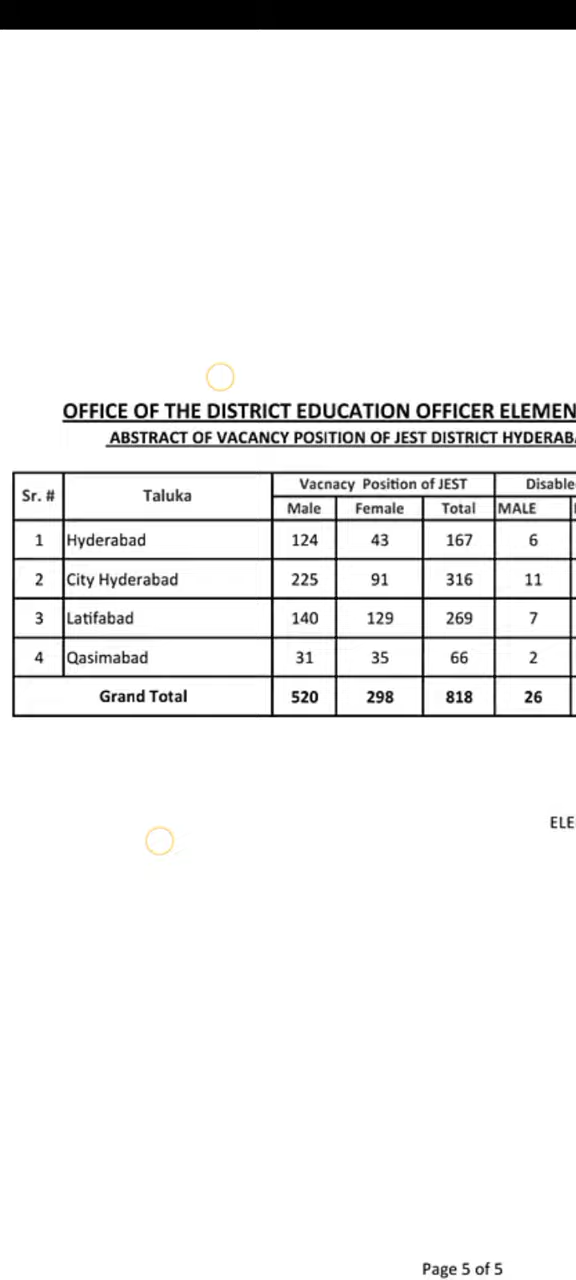 OFFICE OF THE DISTRICT EDUCATION OFFICER ELEMEN
ABSTRACT OF VACANCY POSITION OF JEST DISTRICT HYDERABA
Sr. # Taluka Vacnacy Position of JEST Disable
Male Female Total MALE
1 Hyderabad 124 43 167 6
2 City Hyderabad 225 91 316 11
3 Latifabad 140 129 269 7
4 Qasimabad 31 35 66 2
Grand Total 520 298 818 26
ELE
Page 5 of 5